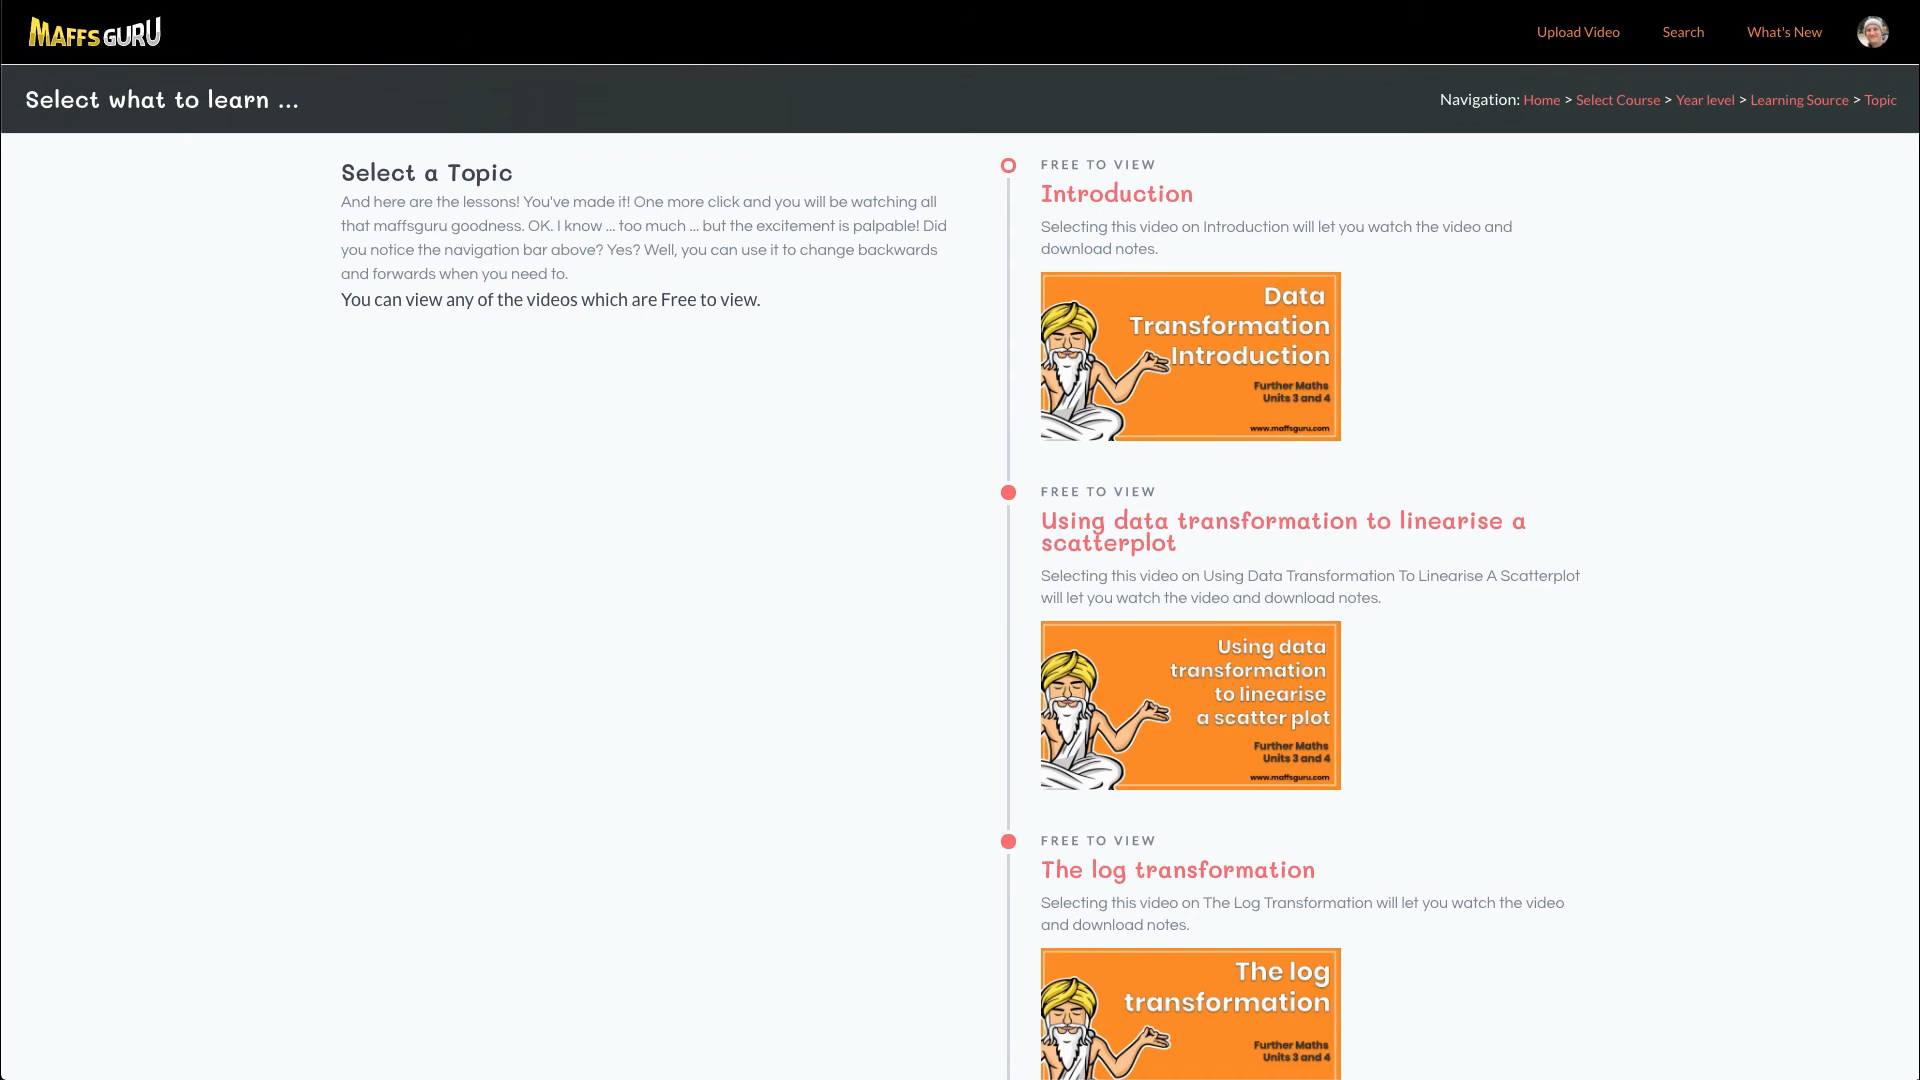 MAFFS GURU
Upload Video
Search
What's New
Select what to learn ...
Navigation: Home > Select Course > Year level > Learning Source > Topic
Select a Topic
And here are the lessons! You've made it! One more click and you will be watching all
that maffsguru goodness. OK. I know ... too much ... but the excitement is palpable! Did
you notice the navigation bar above? Yes? Well, you can use it to change backwards
and forwards when you need to.
You can view any of the videos which are Free to view.
FREE TO VIEW
Introduction
Selecting this video on Introduction will let you watch the video and
download notes.
Data
Transformation
Introduction
Further Maths
Units 3 and 4
www.maffsguru.com
FREE TO VIEW
Using data transformation to linearise a
scatterplot
Selecting this video on Using Data Transformation To Linearise A Scatterplot
will let you watch the video and download notes.
Using data
transformation
to linearise
a scatter plot
Further Maths
Units 3 and 4
www.maffsguru.com
FREE TO VIEW
The log transformation
Selecting this video on The Log Transformation will let you watch the video
and download notes.
The log
transformation
Further Maths
Units 3 and 4